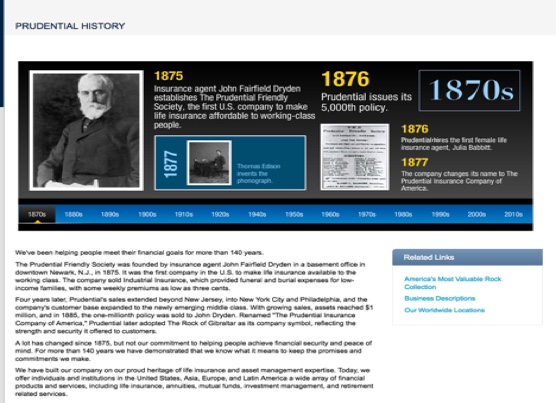 PRUDENTIAL HISTORY
1875
Insurance agent John Fairfield Dryden
establishes The Prudential Friendly
Society, the first U.S. company to make
life insurance affordable to working-class
people.
1877
Thomas Edison
invents the
phonograph.
1876
Prudential issues its
5,000th policy.
1870s
1876
Prudential hires the first female life
insurance agent, Julia Babbitt.
1877
The company changes its name to The
Prudential Insurance Company of
America.
1870s 1880s 1890s 1900s 1910s 1920s 1940s 1950s 1960s 1970s 1980s 1990s 2000s 2010s
We've been helping people meet their financial goals for more than 140 years.
The Prudential Friendly Society was founded by insurance agent John Fairfield Dryden in a basement office in
downtown Newark, N.J., in 1875. It was the first company in the U.S. to make life insurance available to the
working class. The company sold Industrial Insurance, which provided funeral and burial expenses for low-
income families, with some weekly premiums as low as three cents.
Four years later, Prudential's sales extended beyond New Jersey, into New York City and Philadelphia, and the
company's customer base expanded to the newly emerging middle class. With growing sales, assets reached $1
million, and in 1885, the one-millionth policy was sold to John Dryden. Renamed "The Prudential Insurance
Company of America," Prudential later adopted The Rock of Gibraltar as its company symbol, reflecting the
strength and security it offered to customers.
A lot has changed since 1875, but not our commitment to helping people achieve financial security and peace of
mind. For more than 140 years we have demonstrated that we know what it means to keep the promises and
commitments we make.
We have built our company on our proud heritage of life insurance and asset management expertise. Today, we
offer individuals and institutions in the United States, Asia, Europe, and Latin America a wide array of financial
products and services, including life insurance, annuities, mutual funds, investment management, and retirement
related services.
Related Links
America's Most Valuable Rock
Collection
Business Descriptions
Our Worldwide Locations